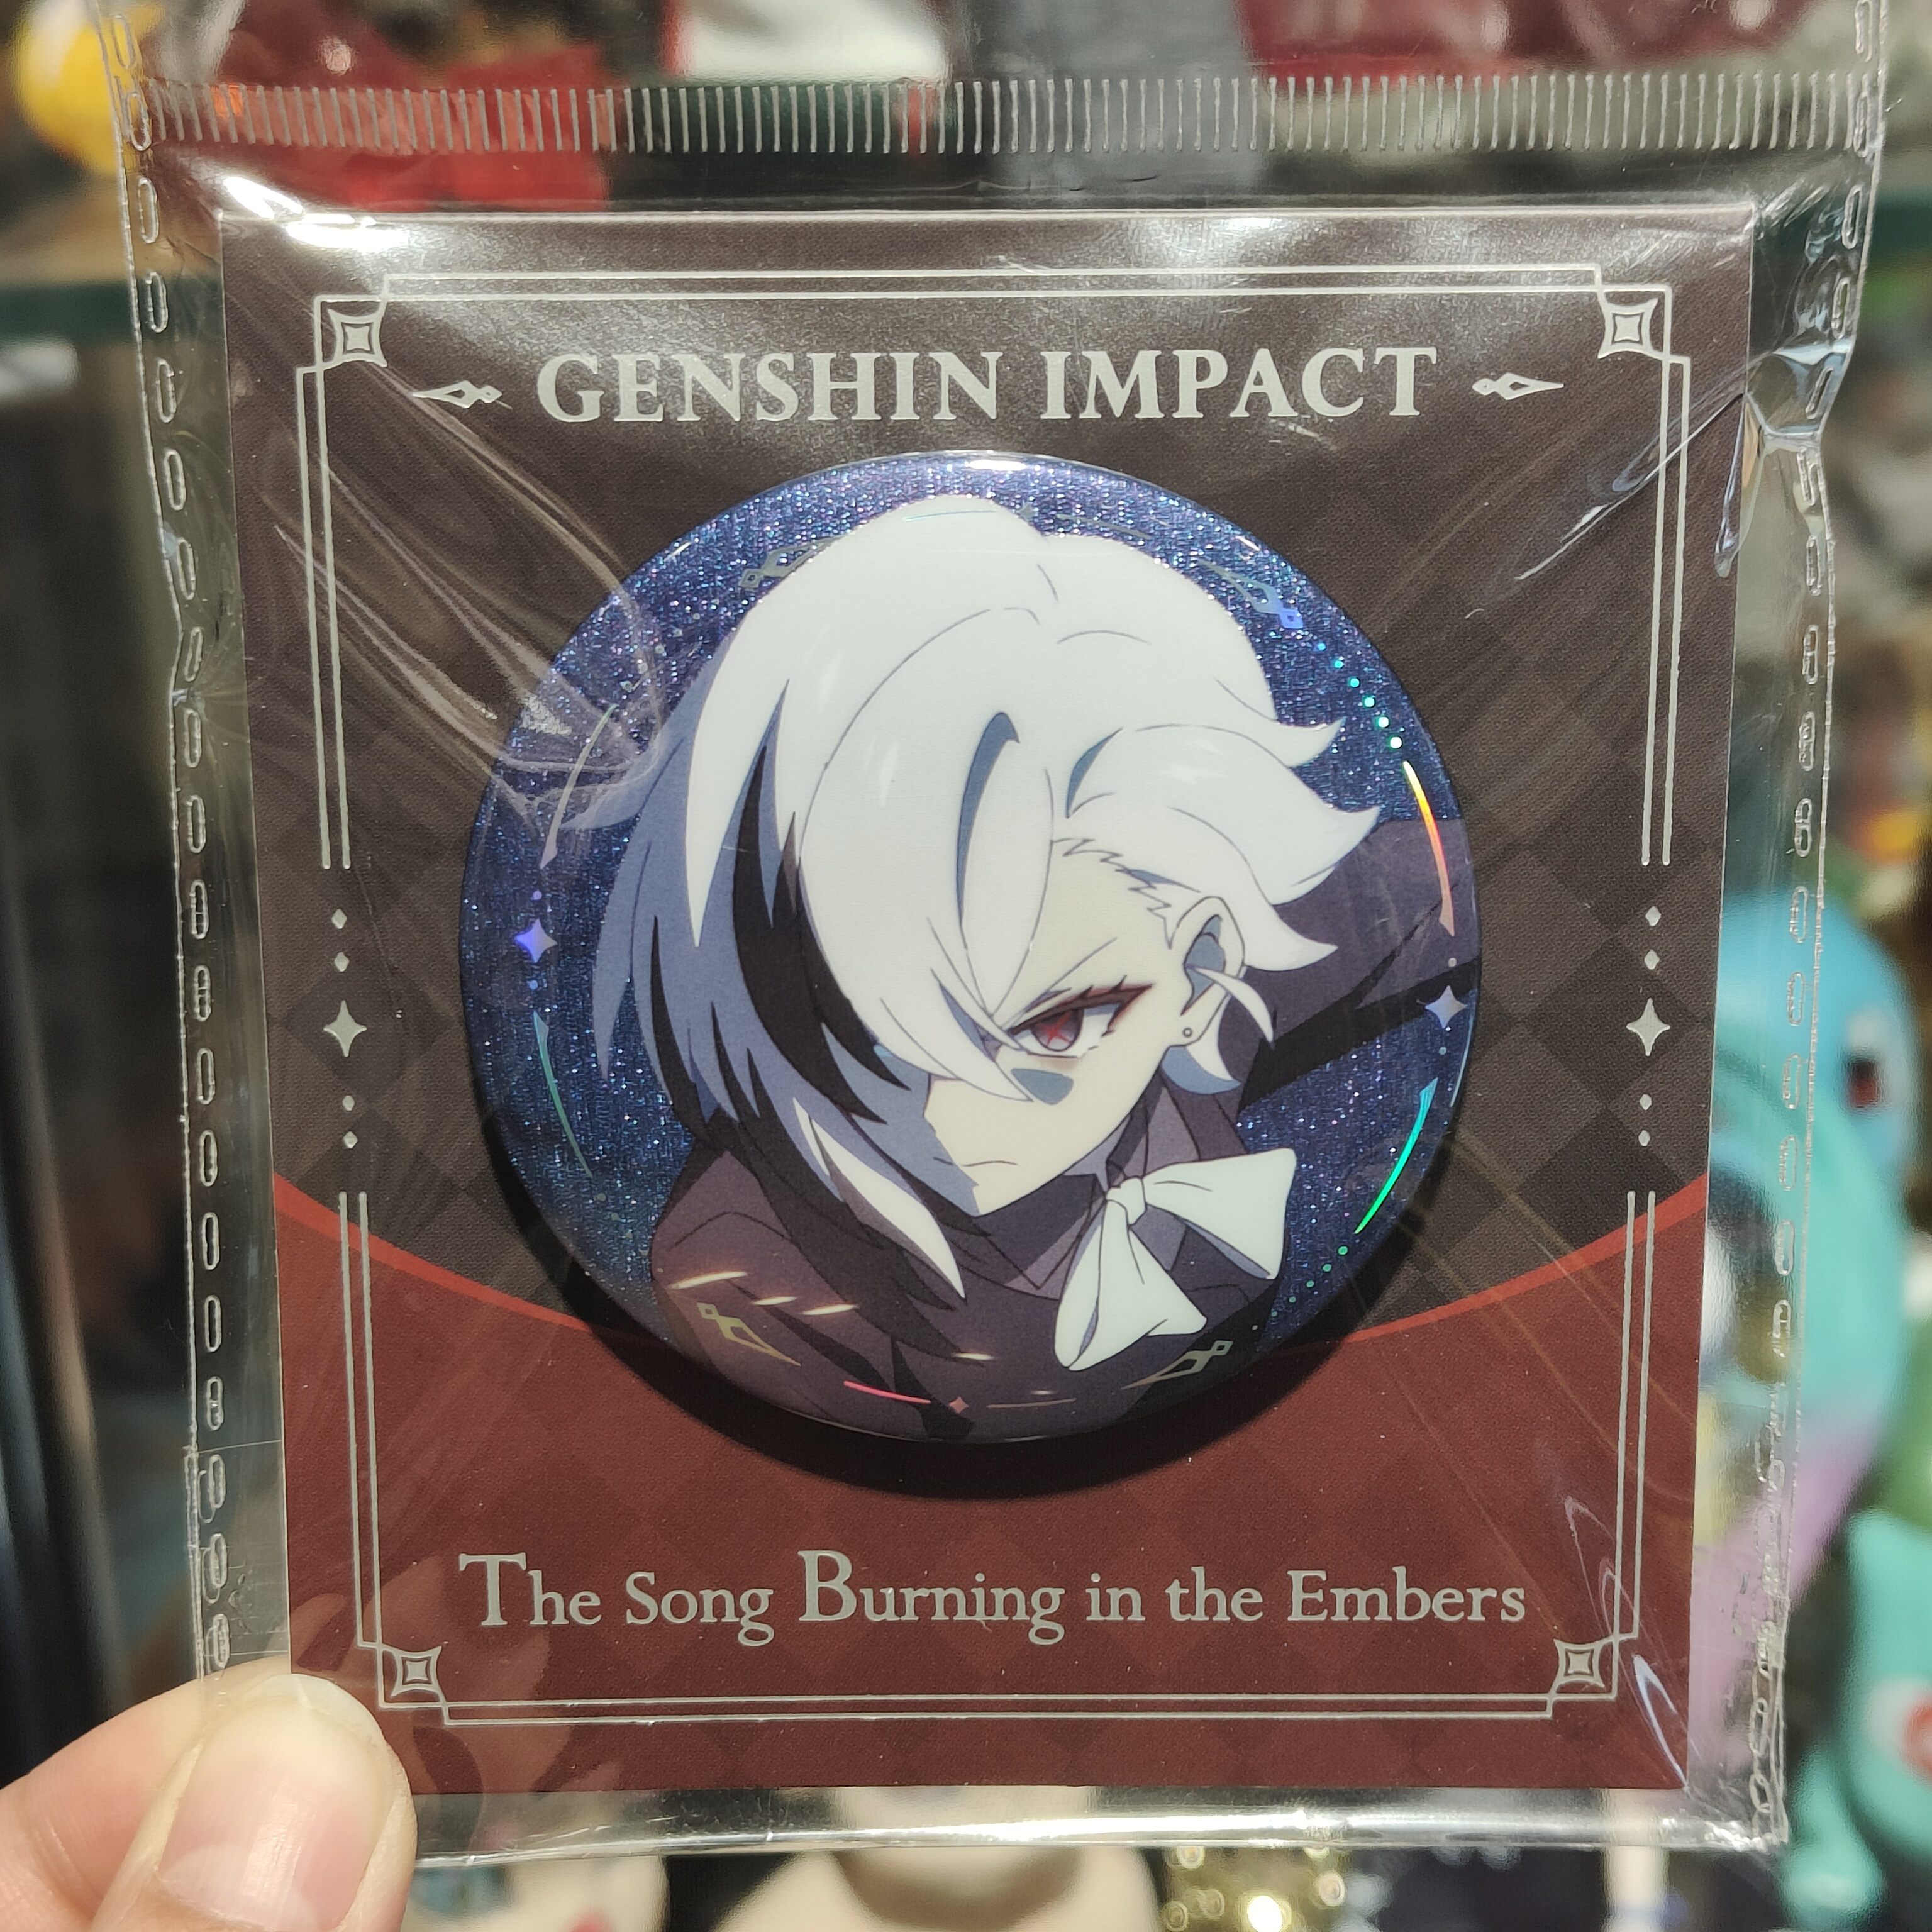 GENSHIN IMPACT
The Song Burning in the Embers